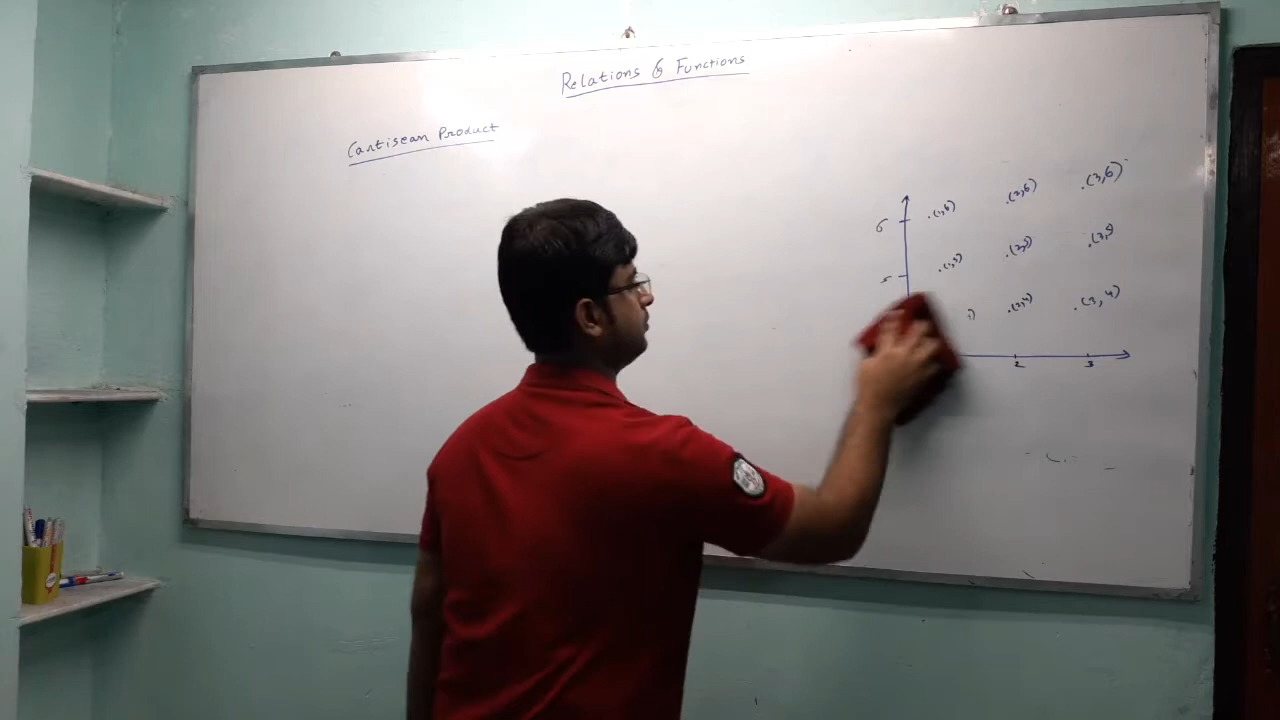 Relations & Functions
Cartisean Product
6 .(1,6) .(2,6) .(3,6)
5 .(1,5) .(2,5) .(3,5
.(2,4) .(3,4)
2 3